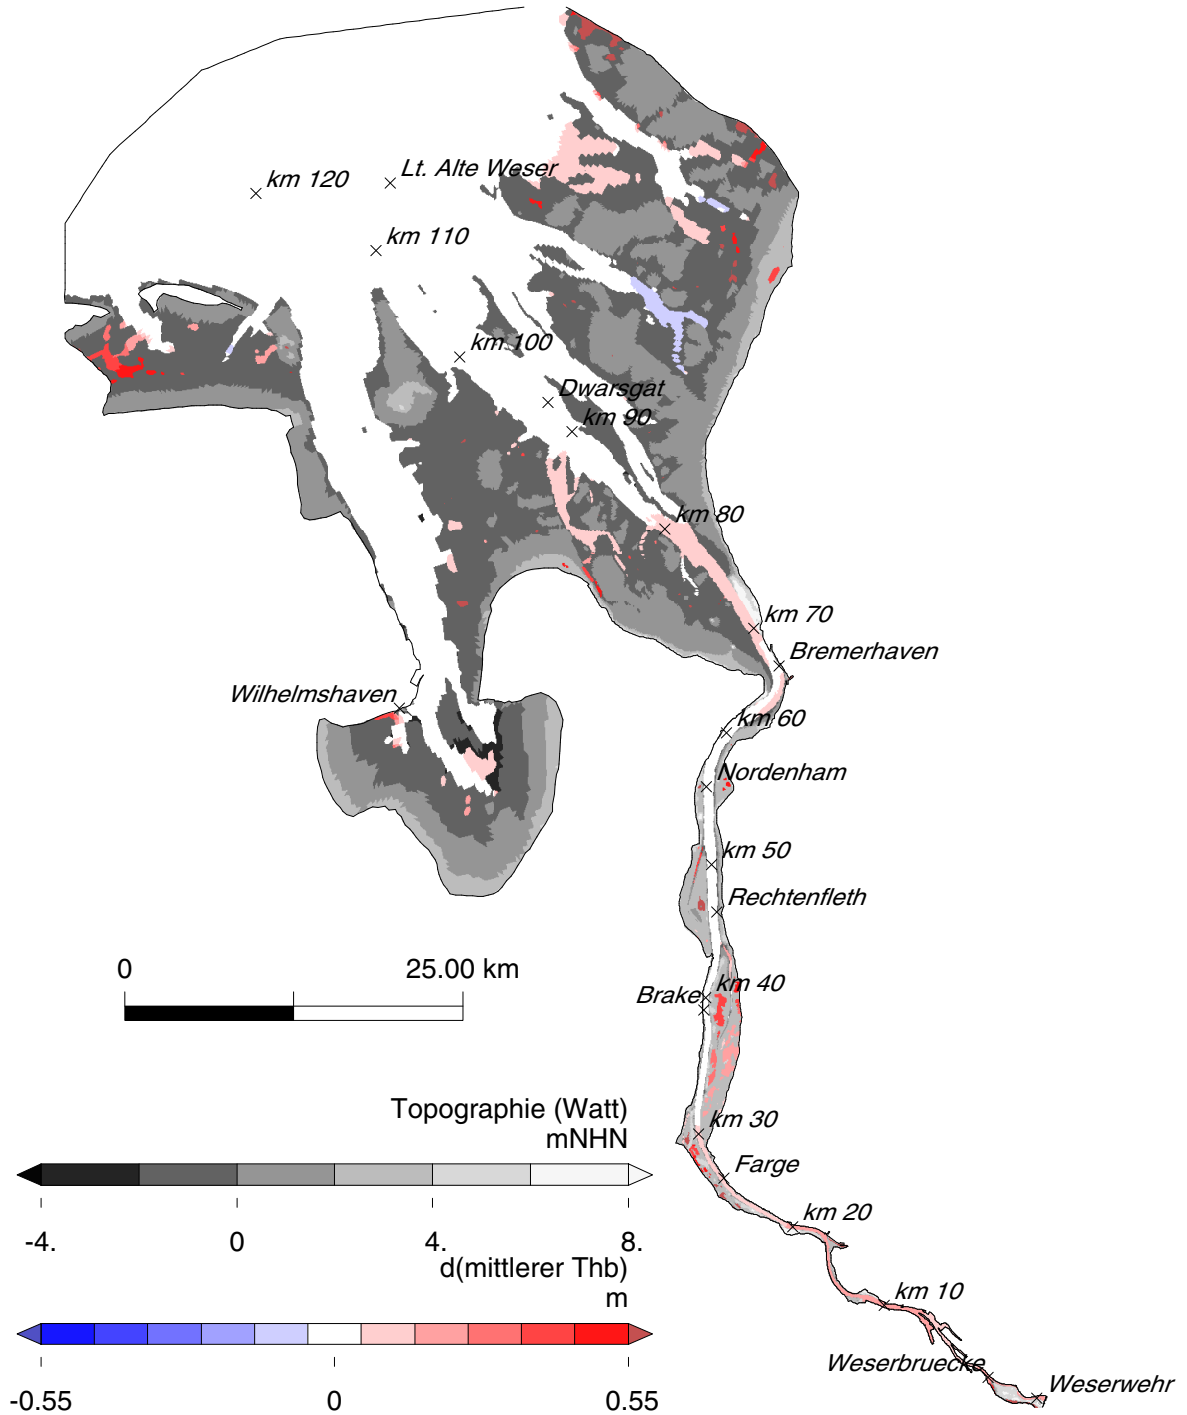 Lt. Alte Weser
km 120
km 110
km 100
Dwarsgat
km 90
km 80
km 70
Bremerhaven
Wilhelmshaven
km 60
Nordenham
km 50
Rechtenfleth
0 25.00 km
km 40
Brake
Topographie (Watt)
mNHN
km 30
Farge
-4. 0 4. 8.
km 20
d(mittlerer Thb)
m
km 10
Weserbruecke
Weserwehr
-0.55 0 0.55